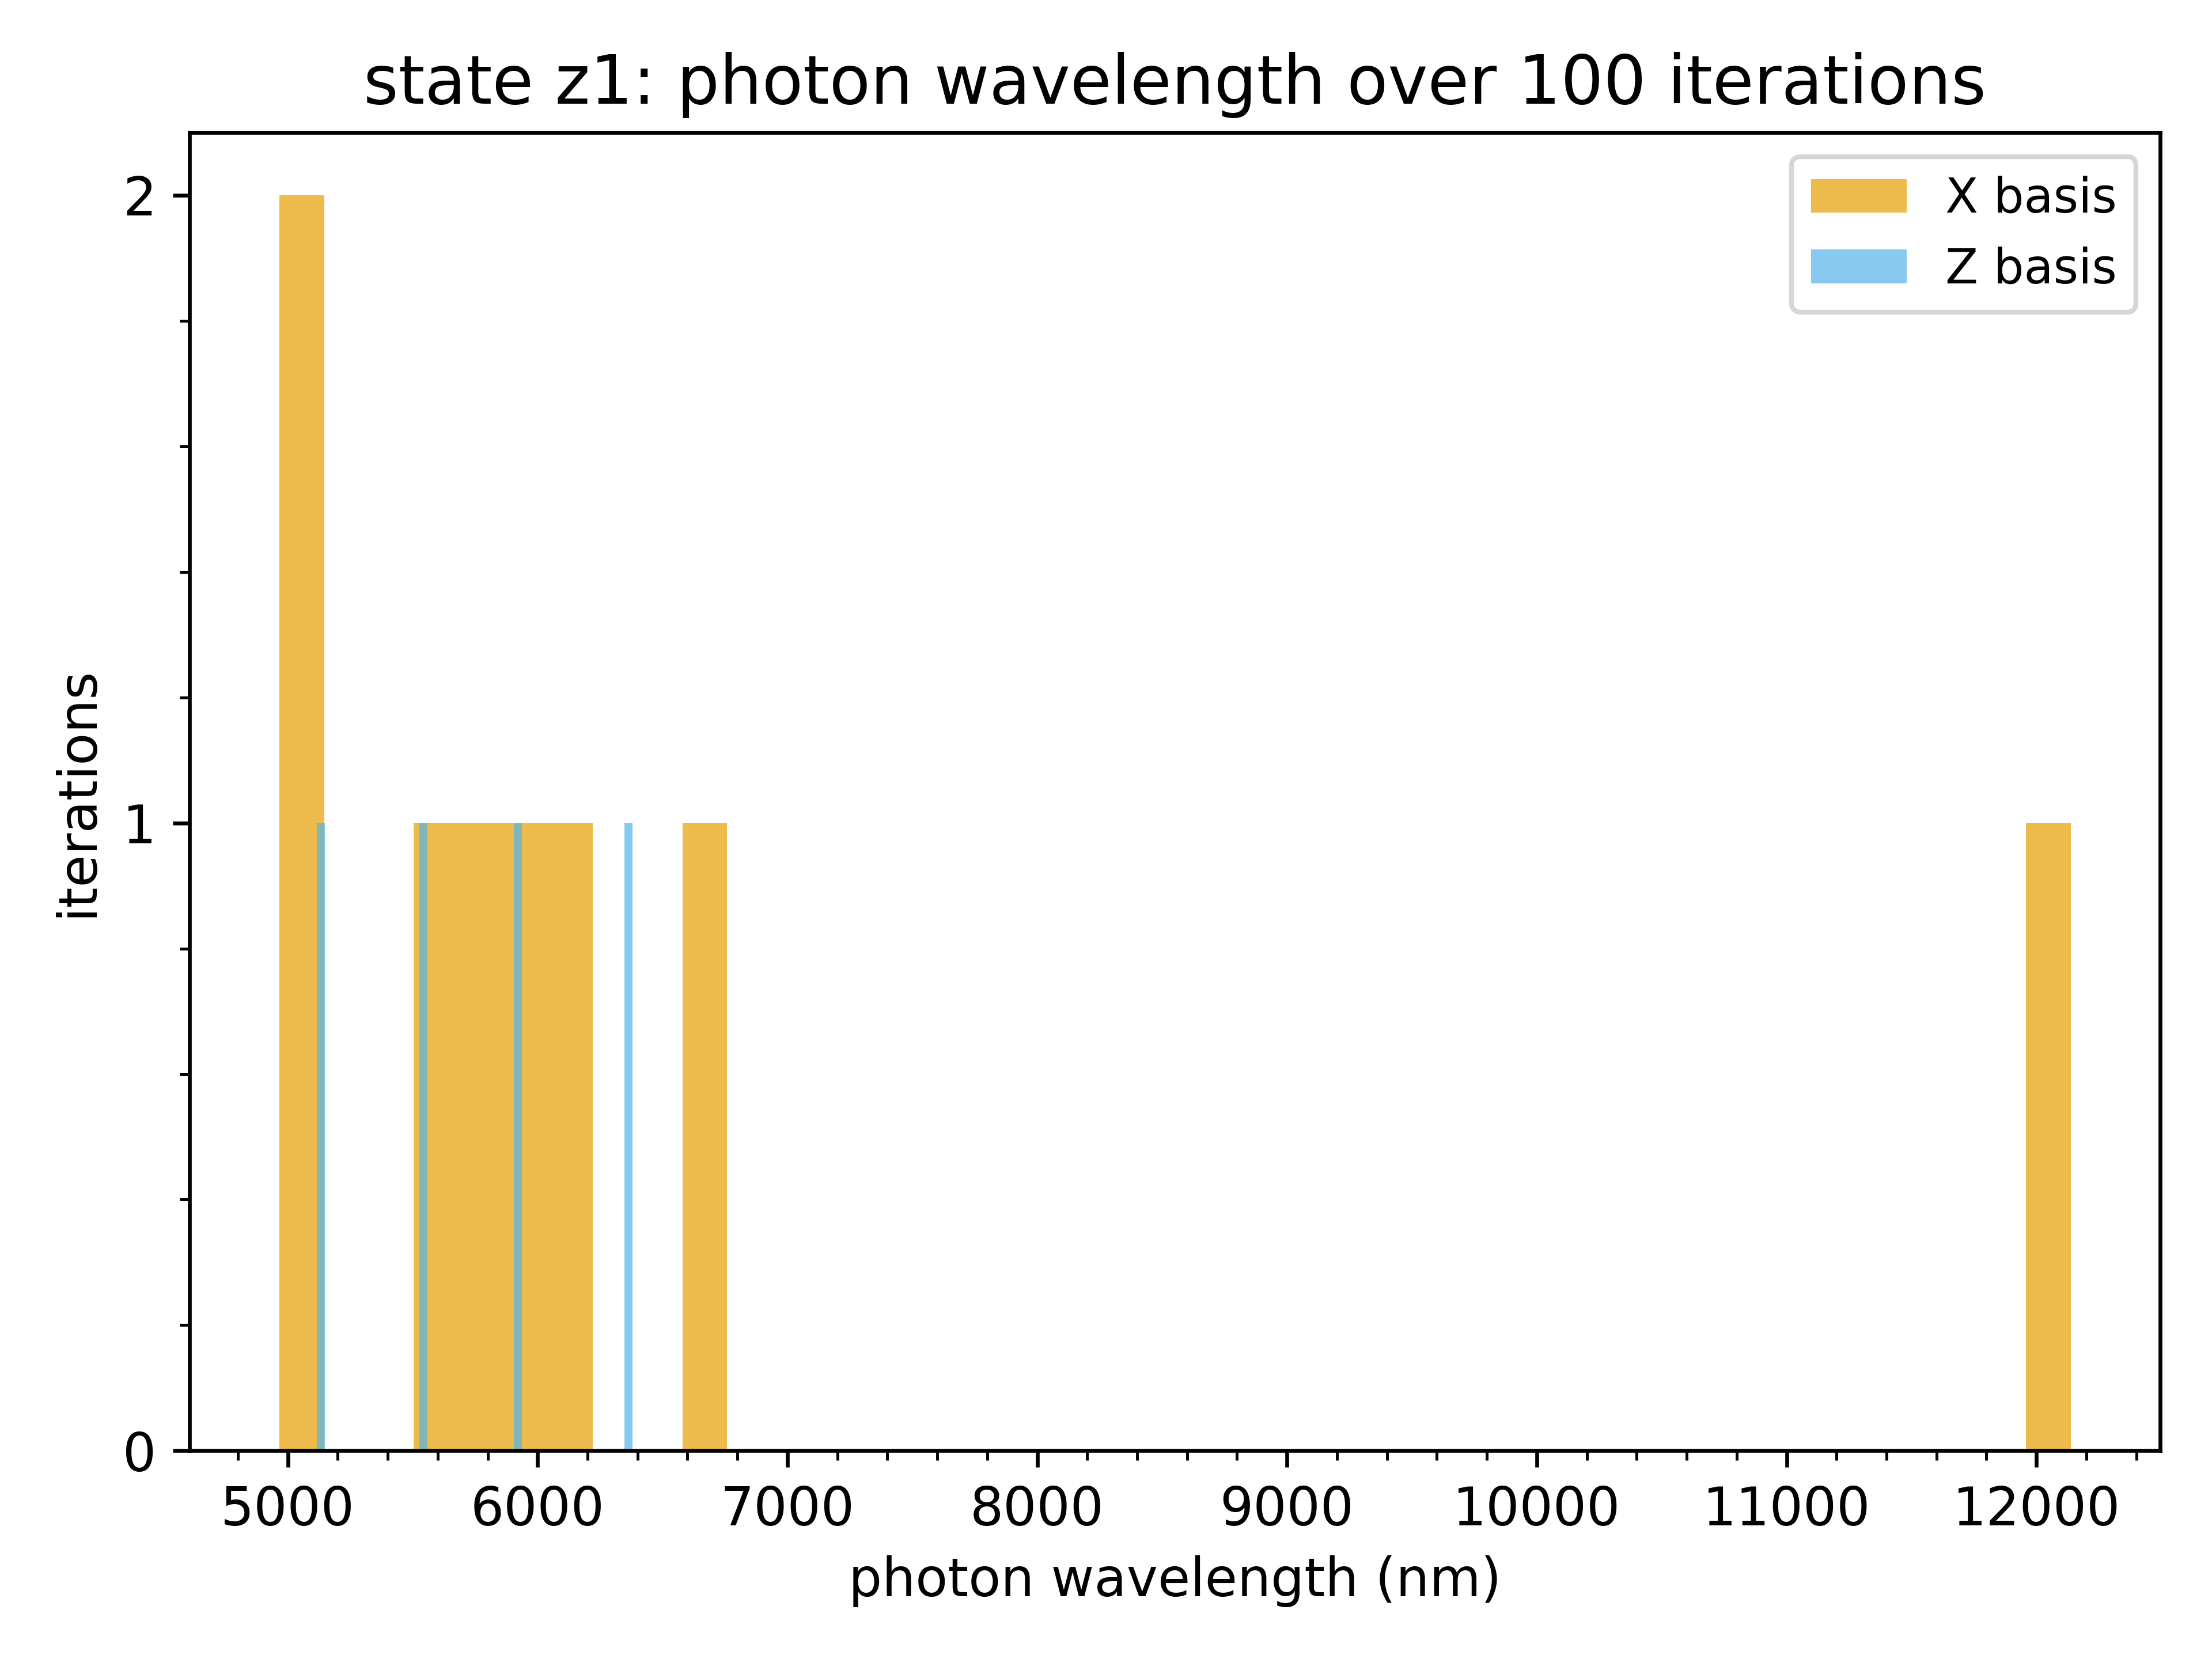 state z1: photon wavelength over 100 iterations
X basis
Z basis
iterations
2
1
0
5000 6000 7000 8000 9000 10000 11000 12000
photon wavelength (nm)